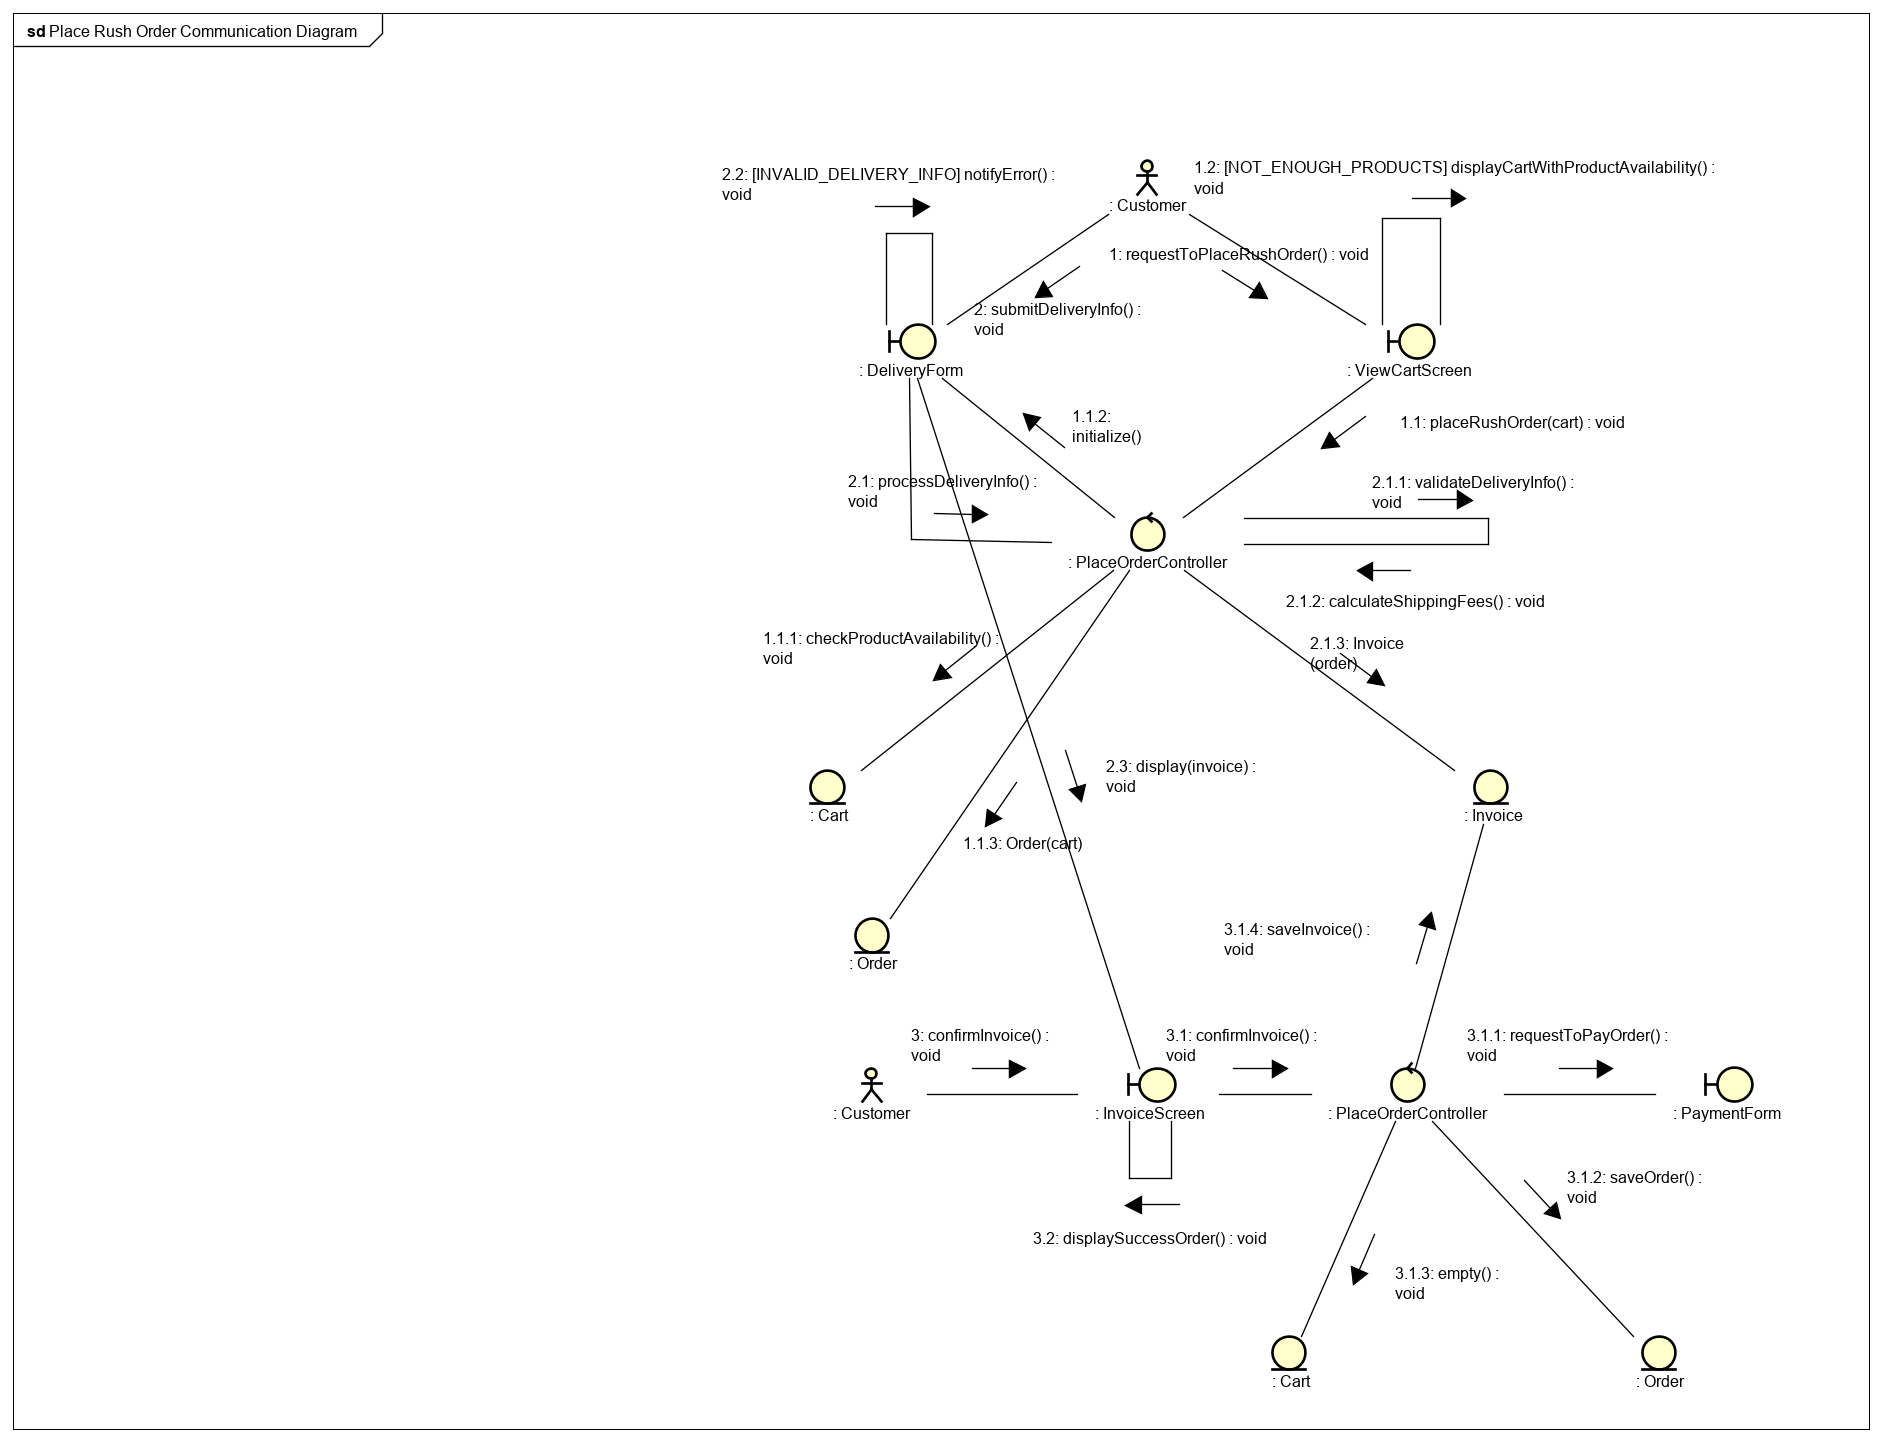 sd Place Rush Order Communication Diagram
1.2: [NOT_ENOUGH_PRODUCTS] displayCartWithProductAvailability() :
void
2.2: [INVALID_DELIVERY_INFO] notifyError() :
void
: Customer
1: requestToPlaceRushOrder() : void
2: submitDeliveryInfo() :
void
: DeliveryForm
: ViewCartScreen
1.1.2:
initialize()
1.1: placeRushOrder(cart) : void
2.1: processDeliveryInfo() :
void
2.1.1: validateDeliveryInfo() :
void
: PlaceOrderController
2.1.2: calculateShippingFees() : void
1.1.1: checkProductAvailability() :
void
2.1.3: Invoice
(order)
2.3: display(invoice) :
void
: Cart
: Invoice
1.1.3: Order(cart)
3.1.4: saveInvoice() :
void
: Order
3: confirmInvoice() :
void
3.1: confirmInvoice() :
void
3.1.1: requestToPayOrder() :
void
: Customer
: InvoiceScreen
: PlaceOrderController
: PaymentForm
3.1.2: saveOrder() :
void
3.2: displaySuccessOrder() : void
3.1.3: empty() :
void
: Cart
: Order